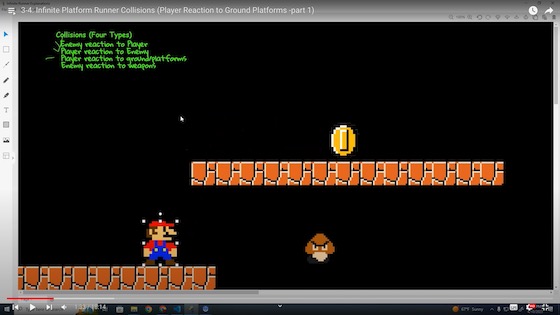 3-4. Infinite Platform Runner Collisions (Player Reaction to Ground Platforms -part 1)
Collisions (Four Types)
Enemy reaction to Player
Player reaction to Enemy
Player reaction to ground/platforms
Enemy reaction to weapons